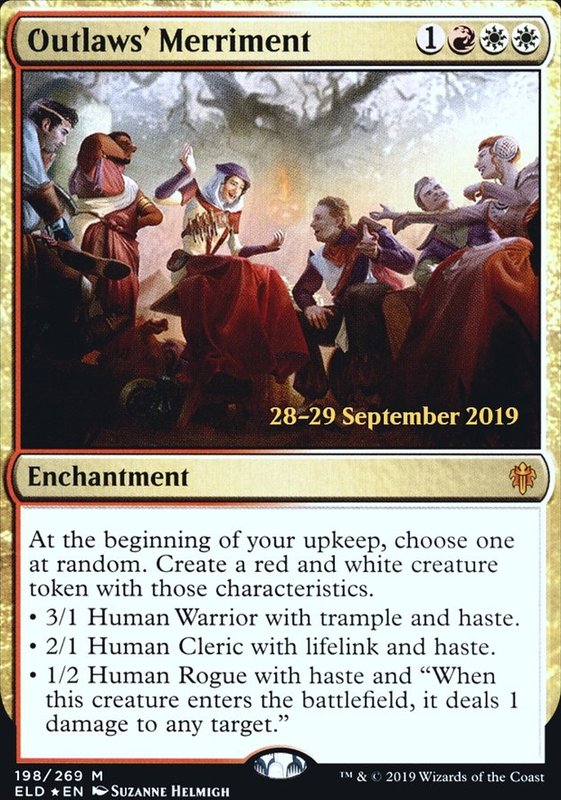 Outlaws' Merriment 1
28–29 September 2019
Enchantment
At the beginning of your upkeep, choose one
at random. Create a red and white creature
token with those characteristics.
• 3/1 Human Warrior with trample and haste.
• 2/1 Human Cleric with lifelink and haste.
• 1/2 Human Rogue with haste and “When
this creature enters the battlefield, it deals 1
damage to any target.”
198/269 M
ELD ★ EN SUZANNE HELMIGH
™ & © 2019 Wizards of the Coast